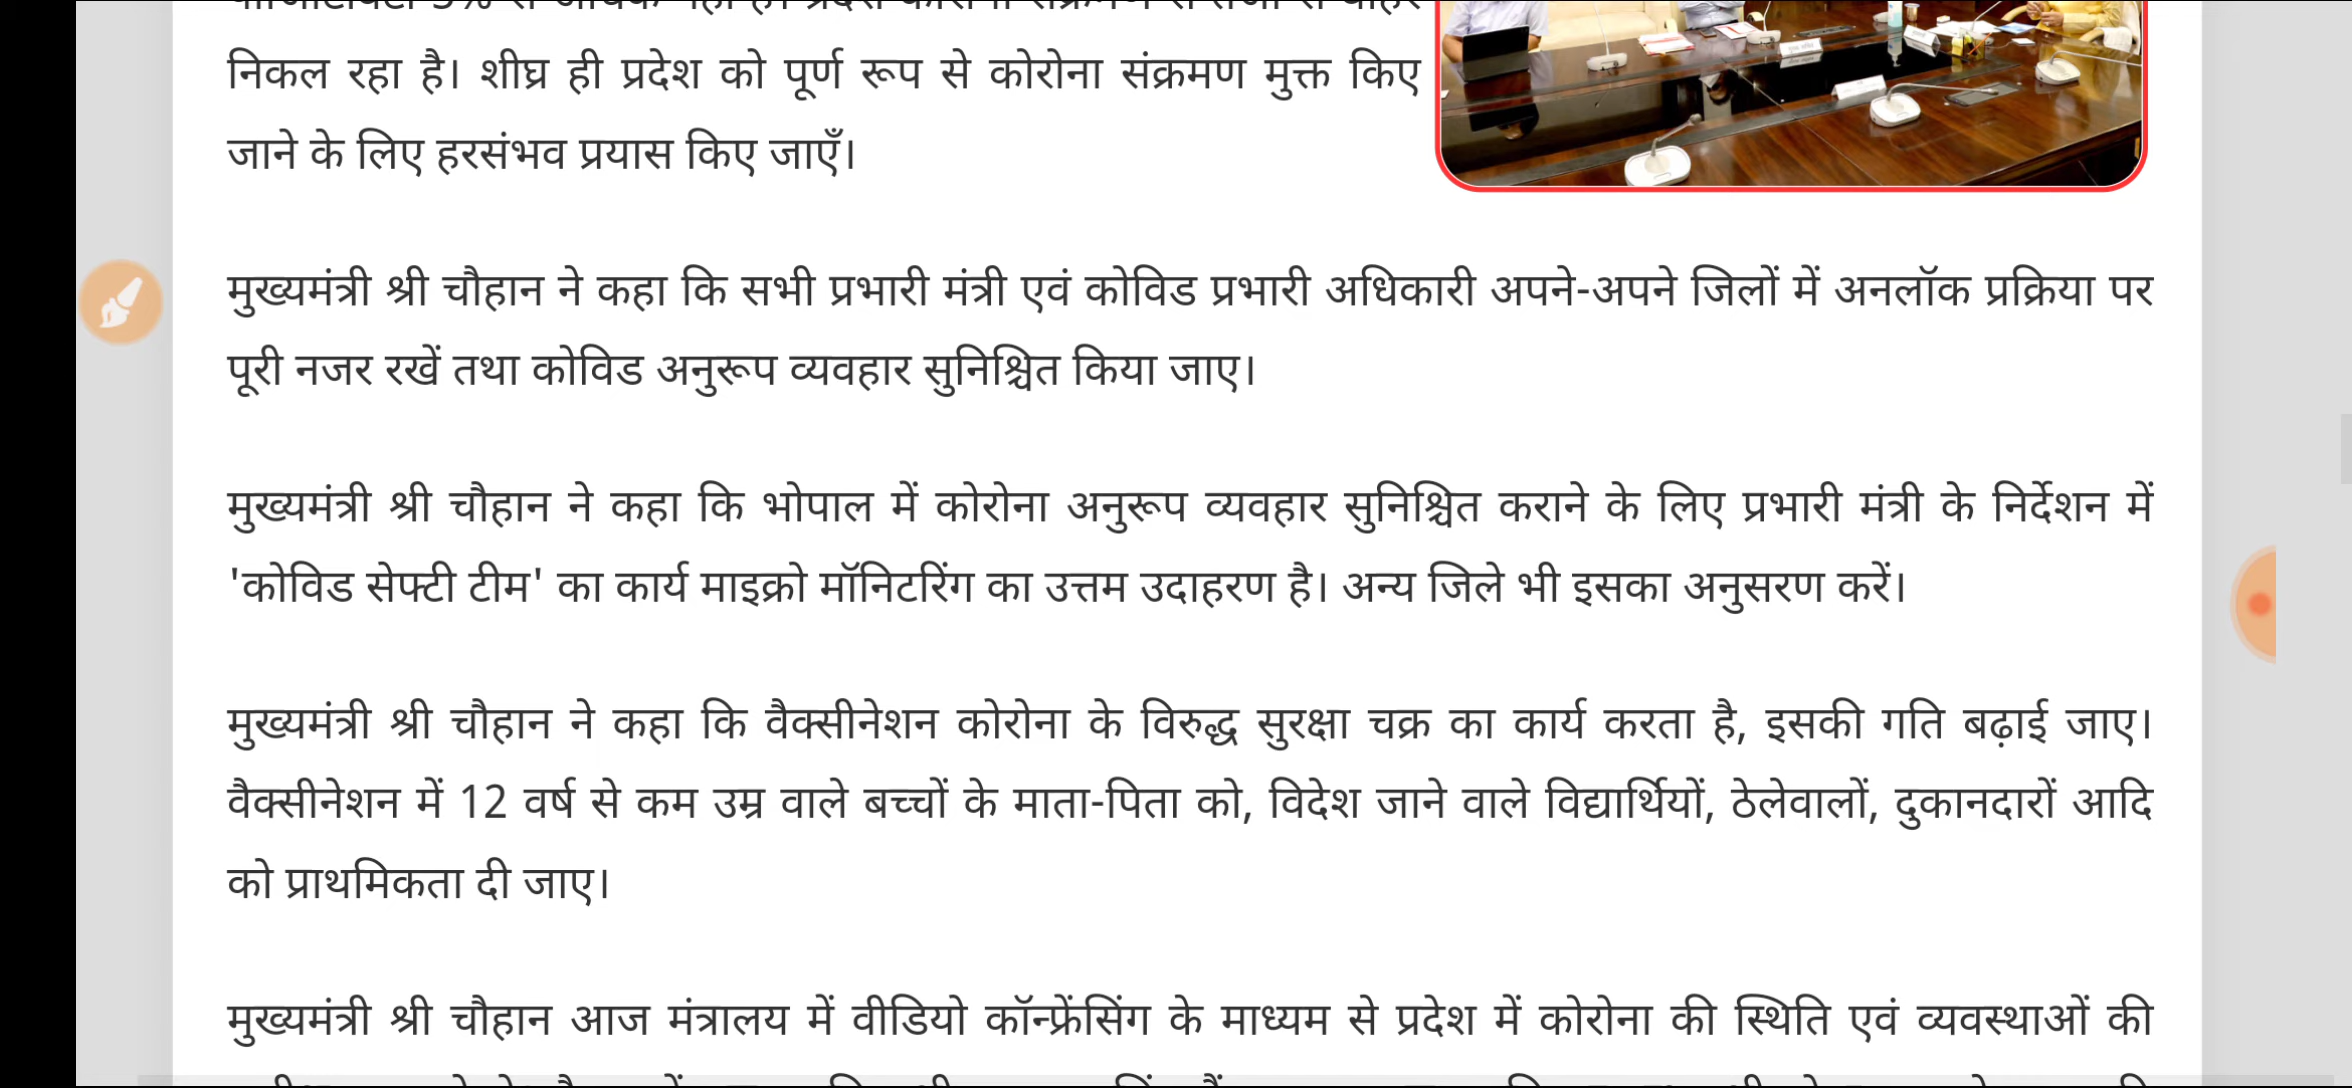 निकल रहा है। शीघ्र ही प्रदेश को पूर्ण रूप से कोरोना संक्रमण मुक्त किए
जाने के लिए हरसंभव प्रयास किए जाएँ।
मुख्यमंत्री श्री चौहान ने कहा कि सभी प्रभारी मंत्री एवं कोविड प्रभारी अधिकारी अपने-अपने जिलों में अनलॉक प्रक्रिया पर
पूरी नजर रखें तथा कोविड अनुरूप व्यवहार सुनिश्चित किया जाए।
मुख्यमंत्री श्री चौहान ने कहा कि भोपाल में कोरोना अनुरूप व्यवहार सुनिश्चित कराने के लिए प्रभारी मंत्री के निर्देशन में
'कोविड सेफ्टी टीम' का कार्य माइक्रो मॉनिटरिंग का उत्तम उदाहरण है। अन्य जिले भी इसका अनुसरण करें।
मुख्यमंत्री श्री चौहान ने कहा कि वैक्सीनेशन कोरोना के विरुद्ध सुरक्षा चक्र का कार्य करता है, इसकी गति बढ़ाई जाए।
वैक्सीनेशन में 12 वर्ष से कम उम्र वाले बच्चों के माता-पिता को, विदेश जाने वाले विद्यार्थियों, ठेलेवालों, दुकानदारों आदि
को प्राथमिकता दी जाए।
मुख्यमंत्री श्री चौहान आज मंत्रालय में वीडियो कॉन्फ्रेंसिंग के माध्यम से प्रदेश में कोरोना की स्थिति एवं व्यवस्थाओं की